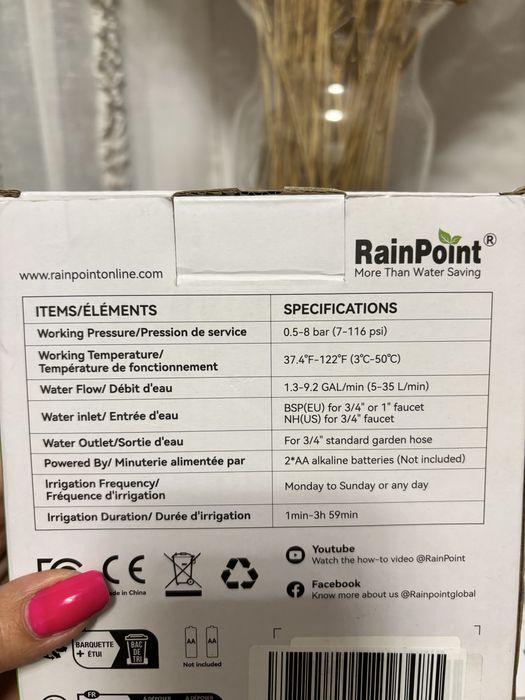 RainPoint®
www.rainpointonline.com
More Than Water Saving
ITEMS/ÉLÉMENTS SPECIFICATIONS
Working Pressure/Pression de service 0.5-8 bar (7-116 psi)
Working Temperature/
Température de fonctionnement 37.4°F-122°F (3°C-50°C)
Water Flow/ Débit d'eau 1.3-9.2 GAL/min (5-35 L/min)
Water inlet/ Entrée d'eau BSP(EU) for 3/4" or 1" faucet
NH(US) for 3/4" faucet
Water Outlet/Sortie d'eau For 3/4" standard garden hose
Powered By/ Minuterie alimentée par 2*AA alkaline batteries (Not included)
Irrigation Frequency/
Fréquence d'irrigation Monday to Sunday or any day
Irrigation Duration/ Durée d'irrigation 1min-3h 59min
CE
in China
Youtube
Watch the how-to video @RainPoint
Facebook
Know more about us @Rainpointglobal
BARQUETTE
+ ÉTUI
BAC
DE
TRI
AA AA
Not included
FR
À DÉPOSER À DÉPOSER